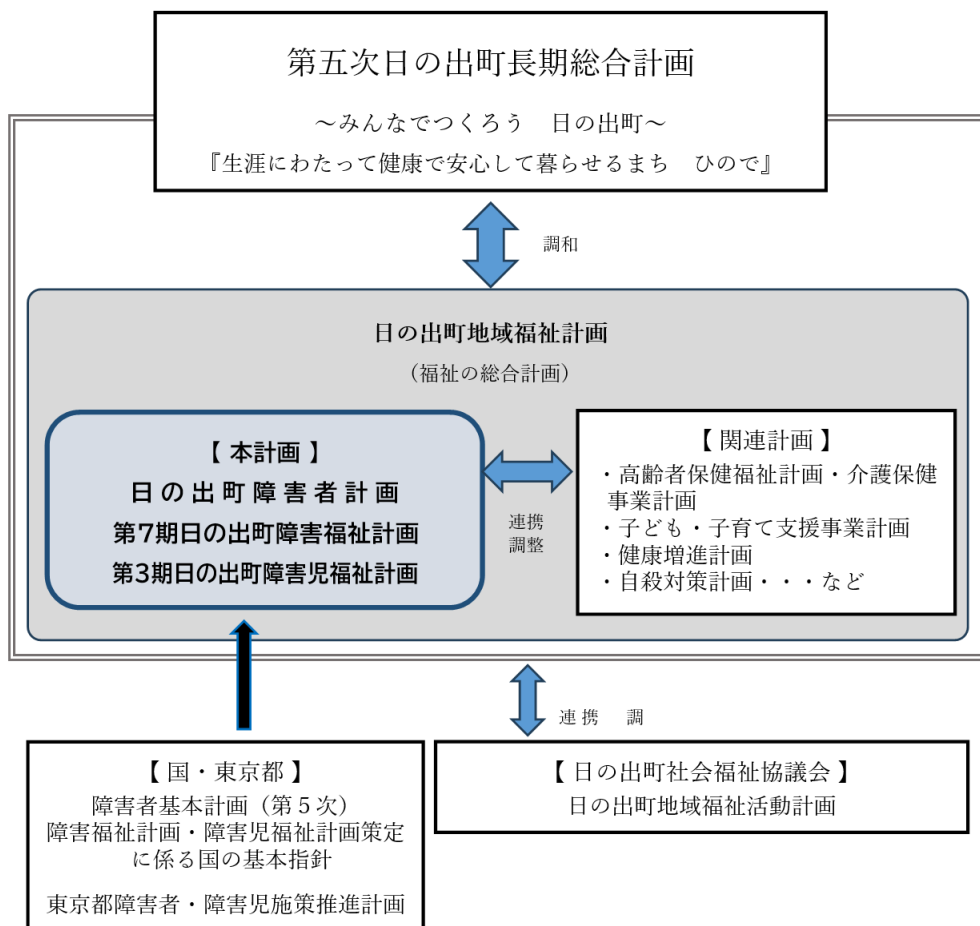 第五次日の出町長期総合計画
～みんなでつくろう　日の出町～
『生涯にわたって健康で安心して暮らせるまち　ひので』
調和
日の出町地域福祉計画
（福祉の総合計画）
【 本計画 】
日の出町障害者計画
第7期日の出町障害福祉計画
第3期日の出町障害児福祉計画
連携
調整
【 関連計画 】
・高齢者保健福祉計画・介護保健
事業計画
・子ども・子育て支援事業計画
・健康増進計画
・自殺対策計画・・・など
連携　調
【 国・東京都 】
障害者基本計画（第５次）
障害福祉計画・障害児福祉計画策定
に係る国の基本指針
東京都障害者・障害児施策推進計画
【 日の出町社会福祉協議会 】
日の出町地域福祉活動計画